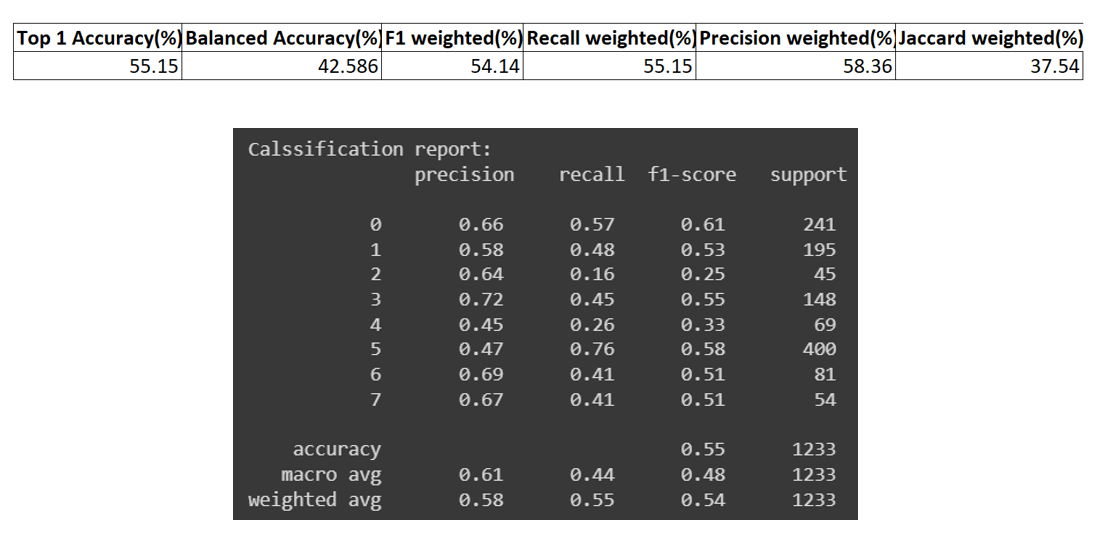 Top 1 Accuracy(%) Balanced Accuracy(%) F1 weighted(%) Recall weighted(%) Precision weighted(%) Jaccard weighted(%)
55.15 42.586 54.14 55.15 58.36 37.54
Calssification report:
precision recall f1-score support
0 0.66 0.57 0.61 241
1 0.58 0.48 0.53 195
2 0.64 0.16 0.25 45
3 0.72 0.45 0.55 148
4 0.45 0.26 0.33 69
5 0.47 0.76 0.58 400
6 0.69 0.41 0.51 81
7 0.67 0.41 0.51 54
accuracy 0.55 1233
macro avg 0.61 0.44 0.48 1233
weighted avg 0.58 0.55 0.54 1233